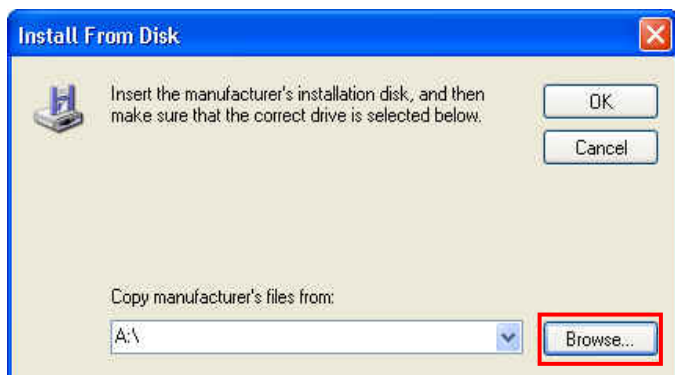 Install From Disk
Insert the manufacturer's installation disk, and then
make sure that the correct drive is selected below.
OK
Cancel
Copy manufacturer's files from:
A:\
Browse...